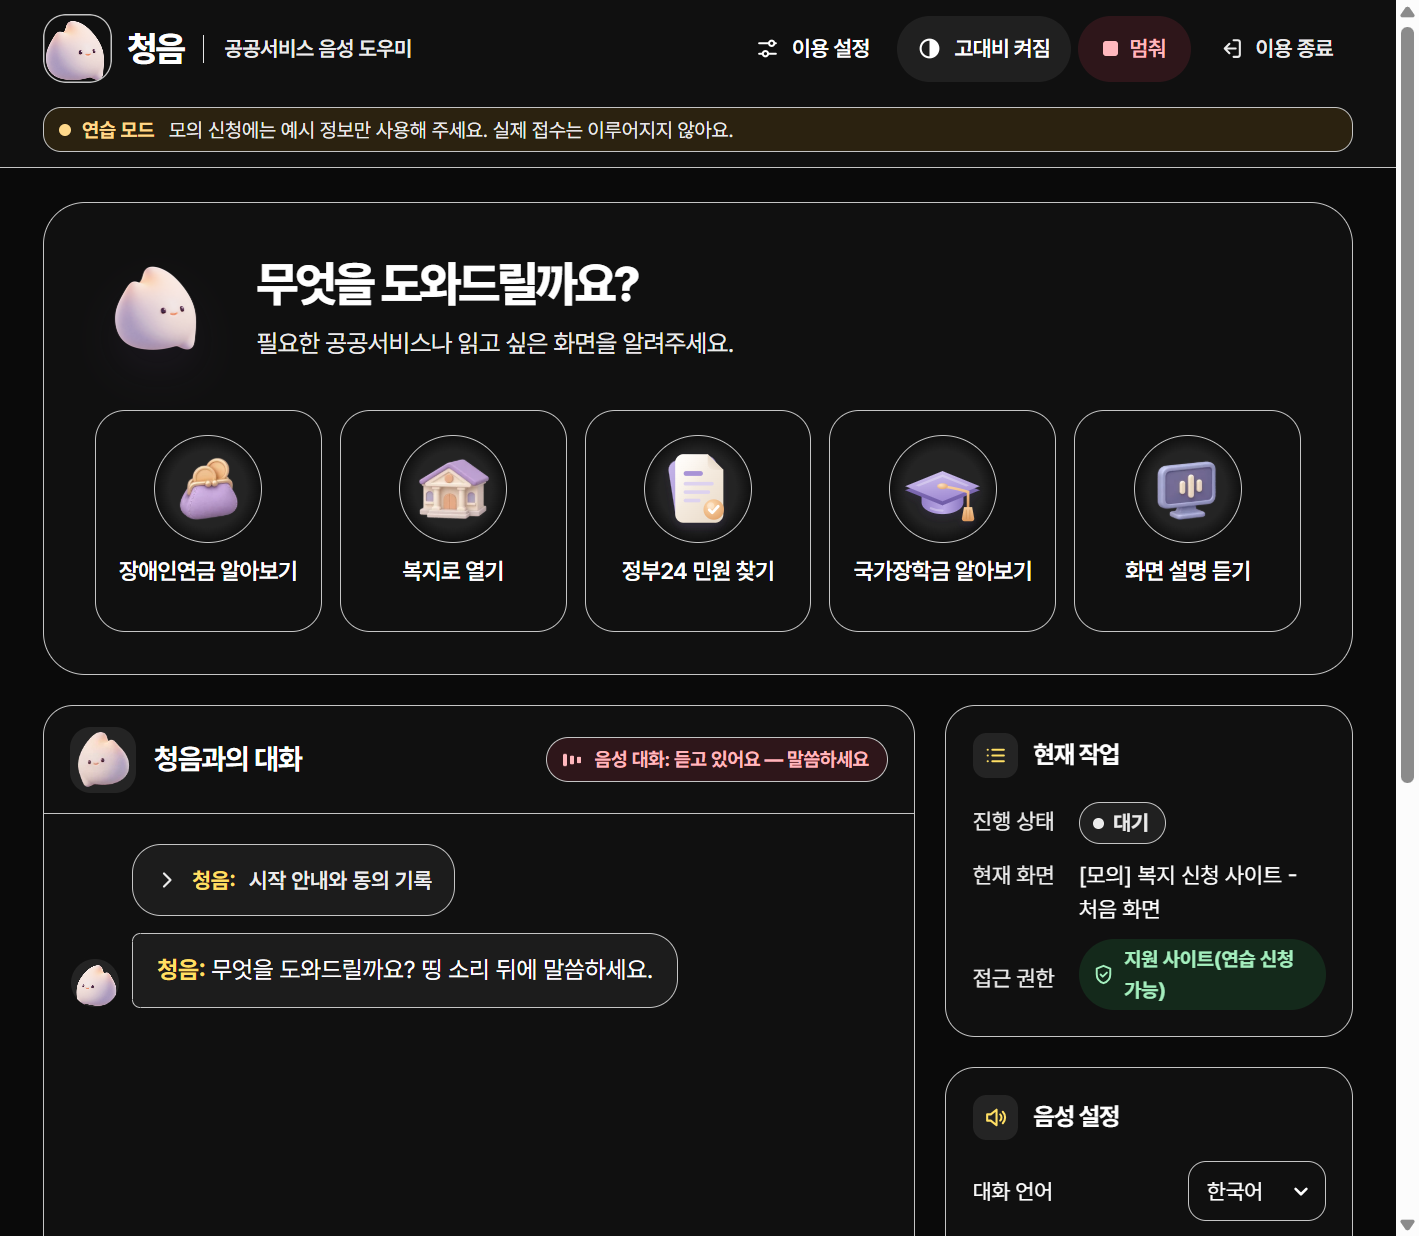 청음
공공서비스 음성 도우미
이용 설정
고대비 켜짐
멈춰
이용 종료
연습 모드 모의 신청에는 예시 정보만 사용해 주세요. 실제 접수는 이루어지지 않아요.
무엇을 도와드릴까요?
필요한 공공서비스나 읽고 싶은 화면을 알려주세요.
장애인연금 알아보기
복지로 열기
정부24 민원 찾기
국가장학금 알아보기
화면 설명 듣기
청음과의 대화
음성 대화: 듣고 있어요 — 말씀하세요
청음: 시작 안내와 동의 기록
청음: 무엇을 도와드릴까요? 띵 소리 뒤에 말씀하세요.
현재 작업
진행 상태 대기
현재 화면 [모의] 복지 신청 사이트 -
처음 화면
접근 권한 지원 사이트(연습 신청
가능)
음성 설정
대화 언어 한국어